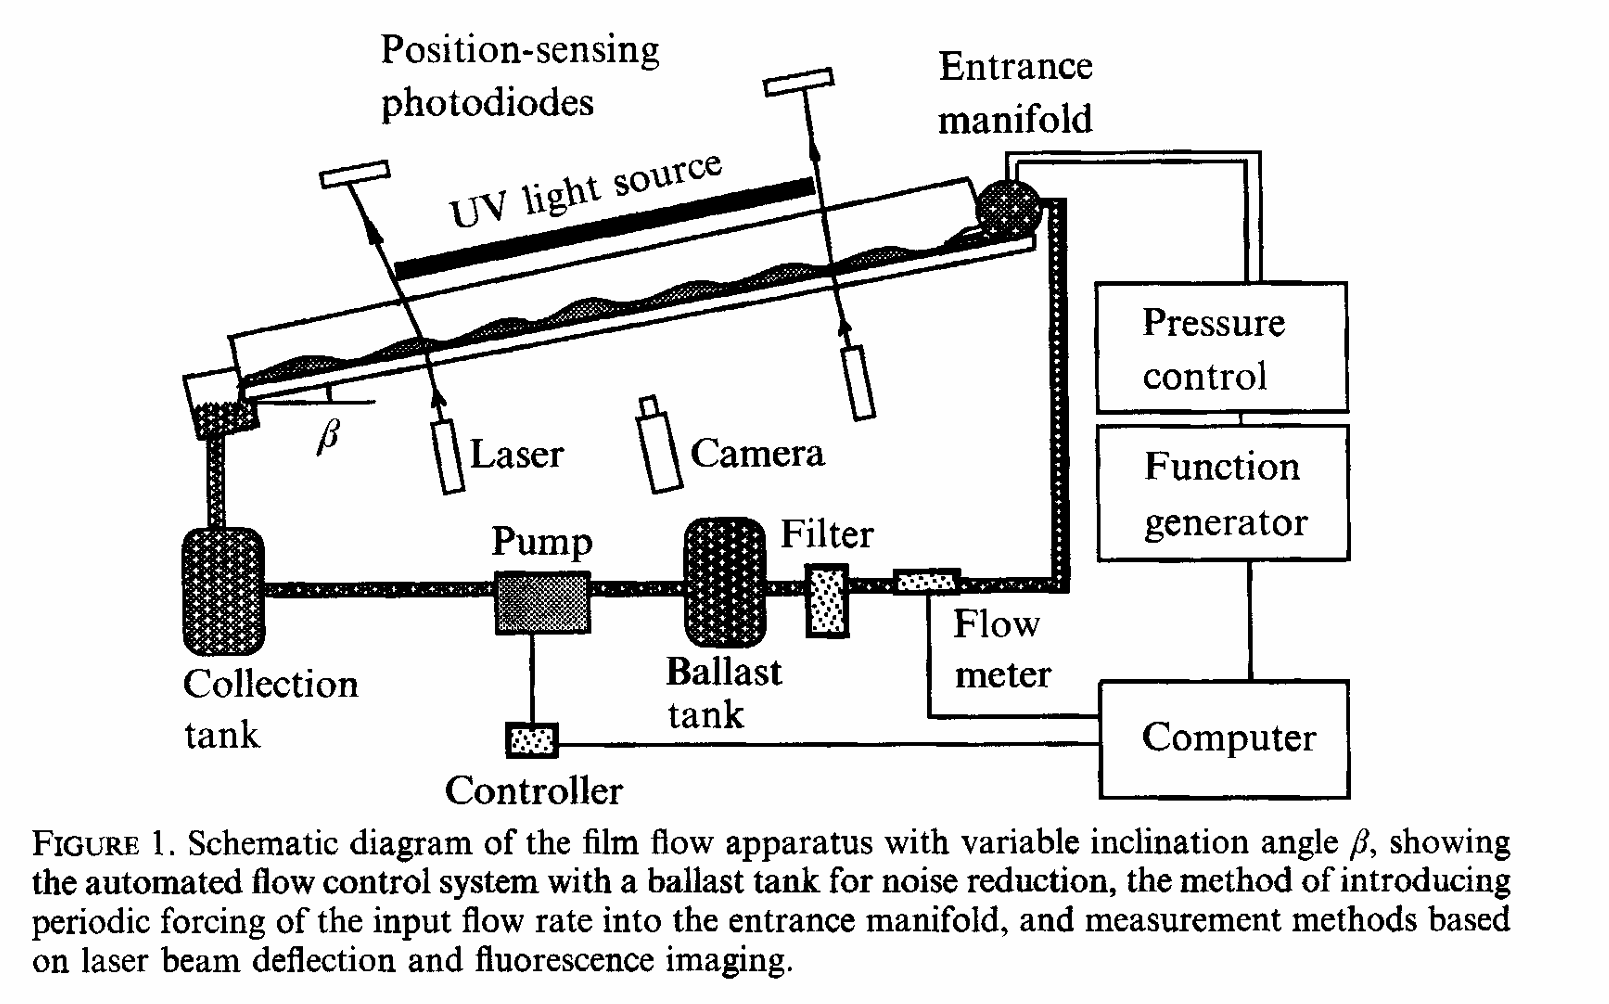 Position-sensing
photodiodes
Entrance
manifold
UV light source
Pressure
control
β
Laser
Camera
Function
generator
Pump
Filter
Flow
meter
Collection
tank
Ballast
tank
Computer
Controller
FIGURE 1. Schematic diagram of the film flow apparatus with variable inclination angle β, showing
the automated flow control system with a ballast tank for noise reduction, the method of introducing
periodic forcing of the input flow rate into the entrance manifold, and measurement methods based
on laser beam deflection and fluorescence imaging.